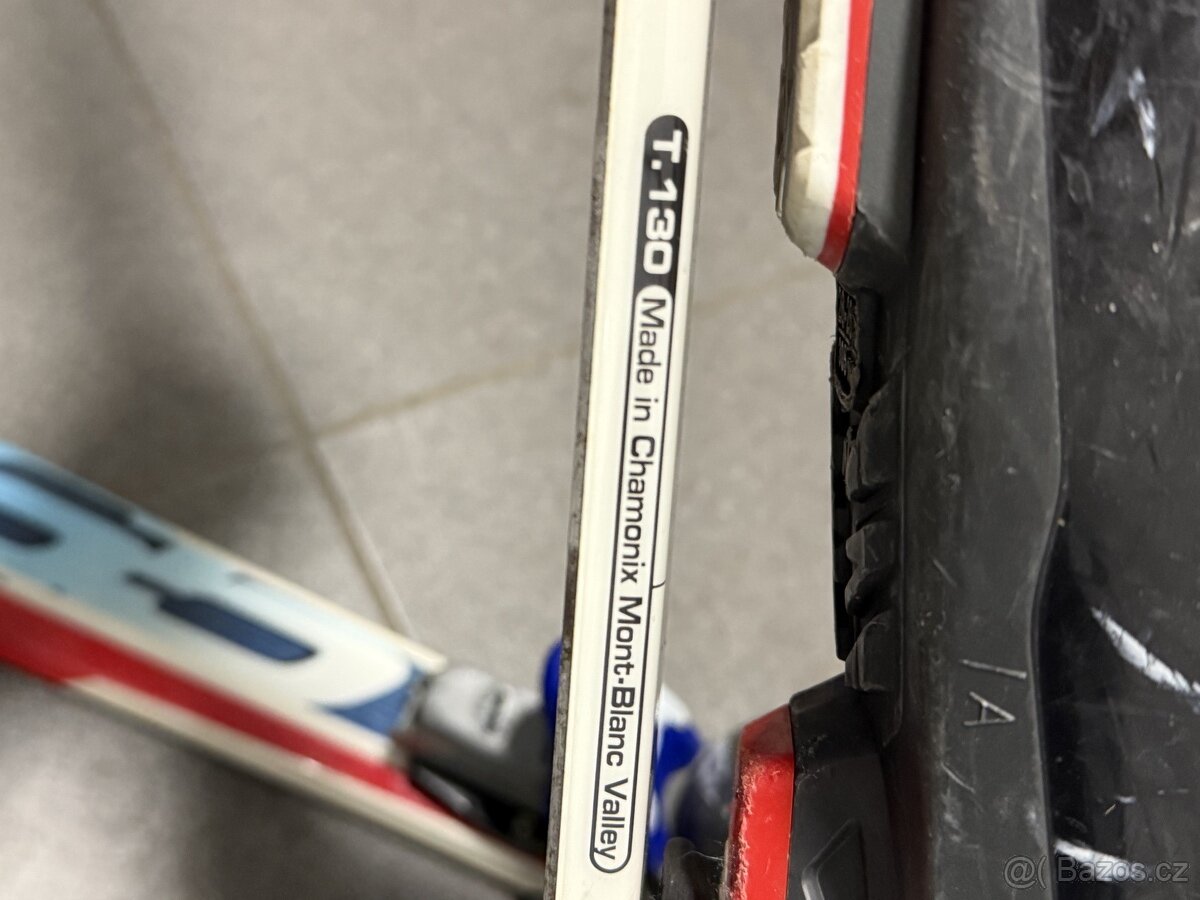 T.130 Made in Chamonix Mont-Blanc Valley
A
@( Bazos.cz